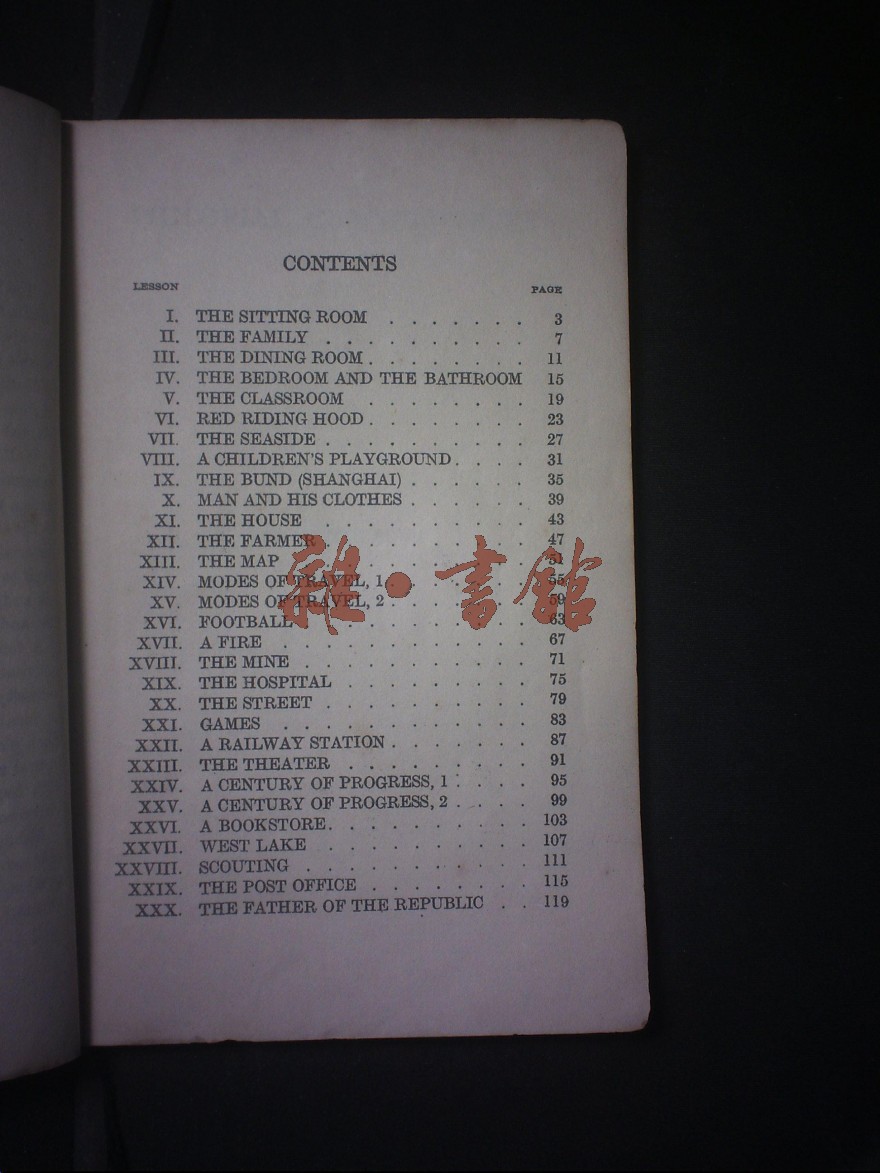 CONTENTS
LESSON PAGE
I. THE SITTING ROOM . . . . . . . 3
II. THE FAMILY . . . . . . . . . . 7
III. THE DINING ROOM . . . . . . . . 11
IV. THE BEDROOM AND THE BATHROOM 15
V. THE CLASSROOM . . . . . . . . 19
VI. RED RIDING HOOD . . . . . . . . 23
VII. THE SEASIDE . . . . . . . . . . 27
VIII. A CHILDREN'S PLAYGROUND . . . . 31
IX. THE BUND (SHANGHAI) . . . . . . 35
X. MAN AND HIS CLOTHES . . . . . . 39
XI. THE HOUSE . . . . . . . . . . 43
XII. THE FARMER . . . . . . . . . . 47
XIII. THE MAP . . . . . . . . . . . 51
XIV. MODES OF TRAVEL, 1 . . . . . . . 55
XV. MODES OF TRAVEL, 2 . . . . . . . 59
XVI. FOOTBALL . . . . . . . . . . 63
XVII. A FIRE . . . . . . . . . . . . 67
XVIII. THE MINE . . . . . . . . . . . 71
XIX. THE HOSPITAL . . . . . . . . . 75
XX. THE STREET . . . . . . . . . . 79
XXI. GAMES . . . . . . . . . . . . 83
XXII. A RAILWAY STATION . . . . . . . 87
XXIII. THE THEATER . . . . . . . . . 91
XXIV. A CENTURY OF PROGRESS, 1 . . . . 95
XXV. A CENTURY OF PROGRESS, 2 . . . . 99
XXVI. A BOOKSTORE . . . . . . . . . . 103
XXVII. WEST LAKE . . . . . . . . . . 107
XXVIII. SCOUTING . . . . . . . . . . . 111
XXIX. THE POST OFFICE . . . . . . . . 115
XXX. THE FATHER OF THE REPUBLIC . . 119
雜·書館